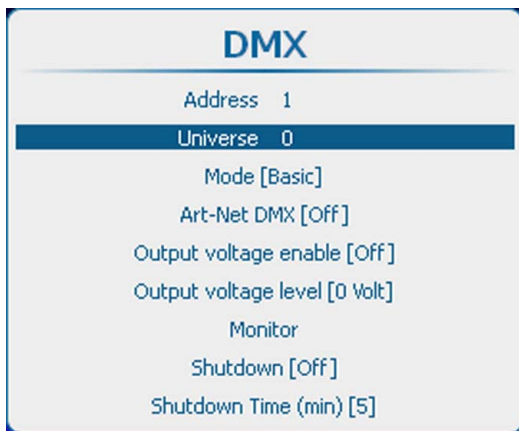 DMX
Address 1
Universe 0
Mode [Basic]
Art-Net DMX [Off]
Output voltage enable [Off]
Output voltage level [0 Volt]
Monitor
Shutdown [Off]
Shutdown Time (min) [5]